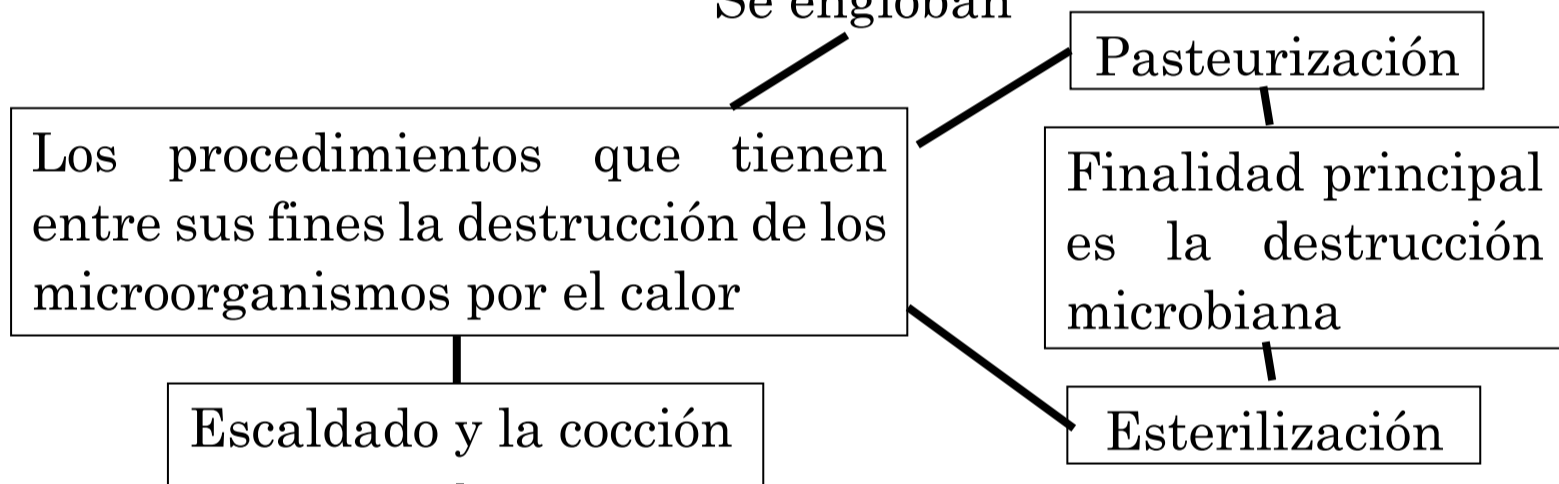 Se engloban
Pasteurización
Los procedimientos que tienen
entre sus fines la destrucción de los
microorganismos por el calor
Finalidad principal
es la destrucción
microbiana
Escaldado y la cocción
Esterilización